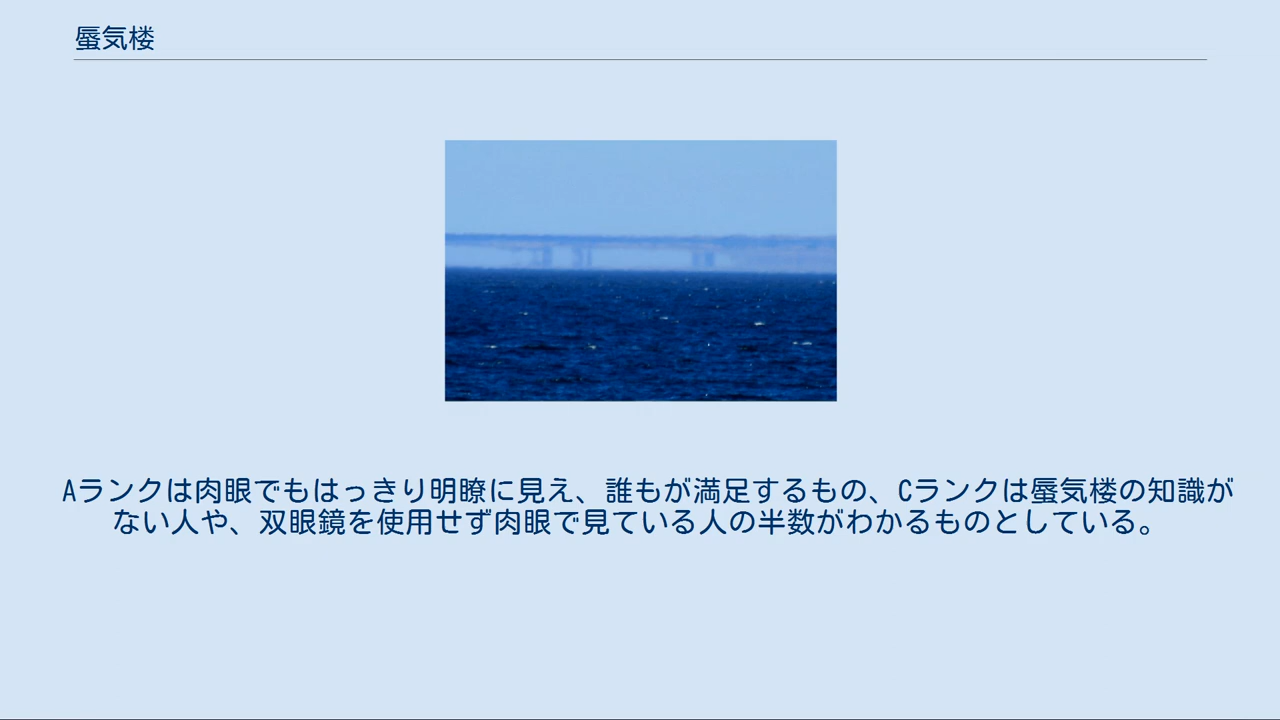 蜃気楼
Aランクは肉眼でもはっきり明瞭に見え、誰もが満足するもの、Cランクは蜃気楼の知識が
ない人や、双眼鏡を使用せず肉眼で見ている人の半数がわかるものとしている。